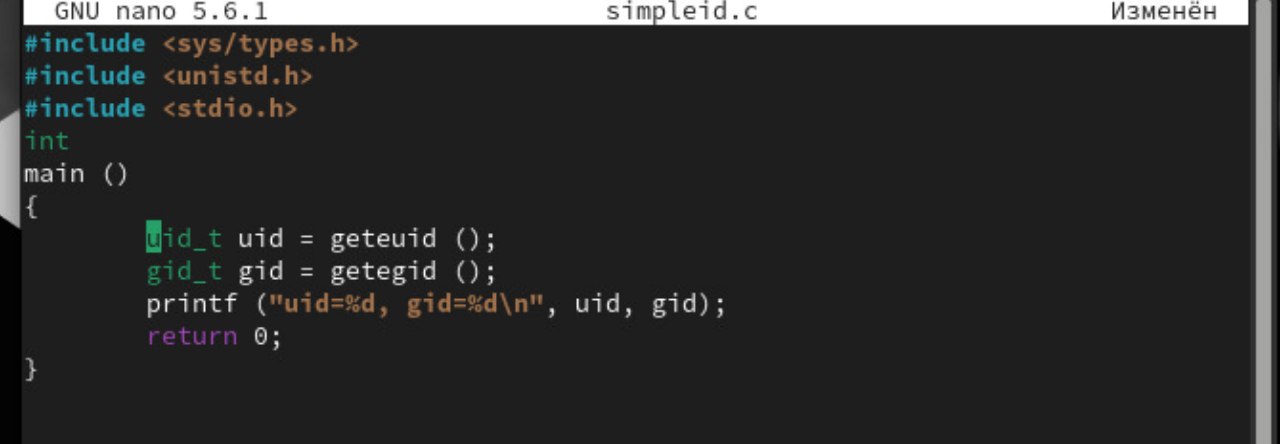 GNU nano 5.6.1 simpleid.c Изменён
#include <sys/types.h>
#include <unistd.h>
#include <stdio.h>
int
main ()
{
        uid_t uid = geteuid ();
        gid_t gid = getegid ();
        printf ("uid=%d, gid=%d\n", uid, gid);
        return 0;
}